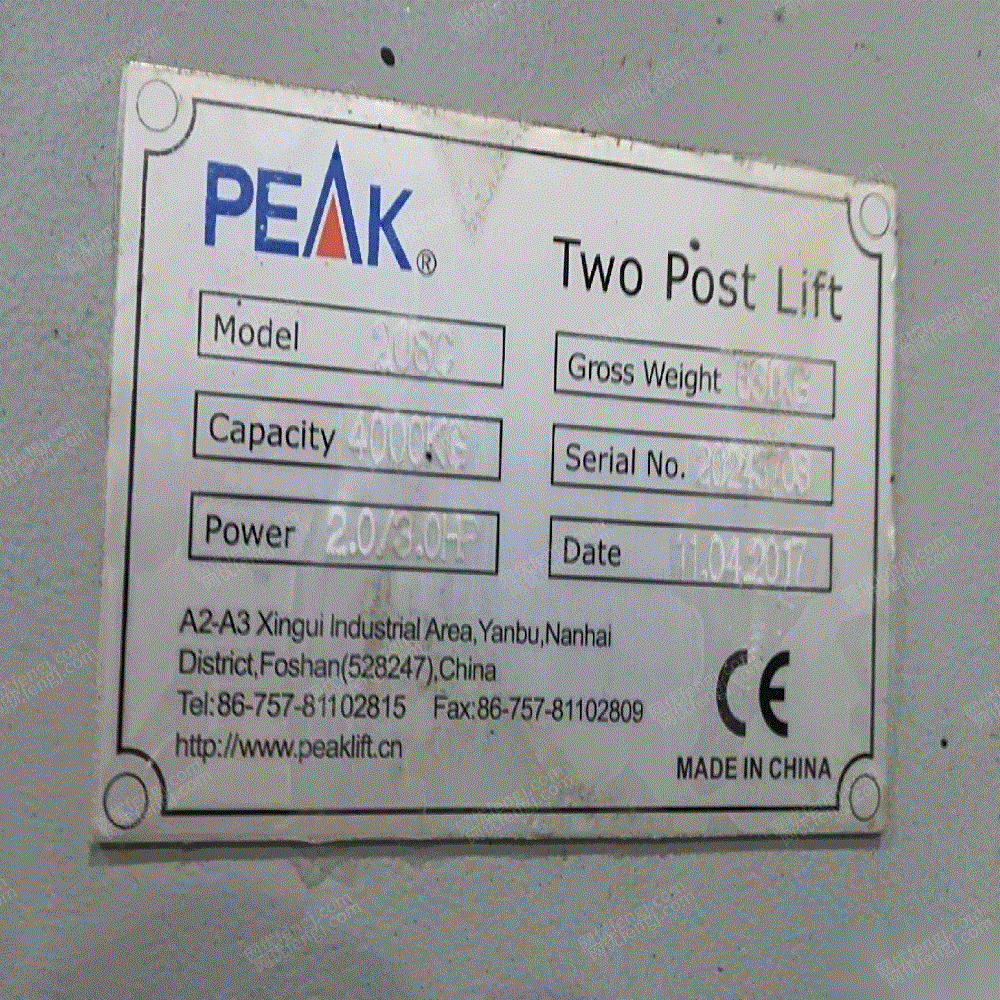 PEAK®
Two Post Lift
Model 208C
Gross Weight
Capacity 4000KG
Serial No.
Power 2.0/3.0HP
Date 11.04.2017
A2-A3 Xingui Industrial Area,Yanbu,Nanhai
District,Foshan(528247),China
Tel:86-757-81102815 Fax:86-757-81102809
http://www.peaklift.cn
CE
MADE IN CHINA